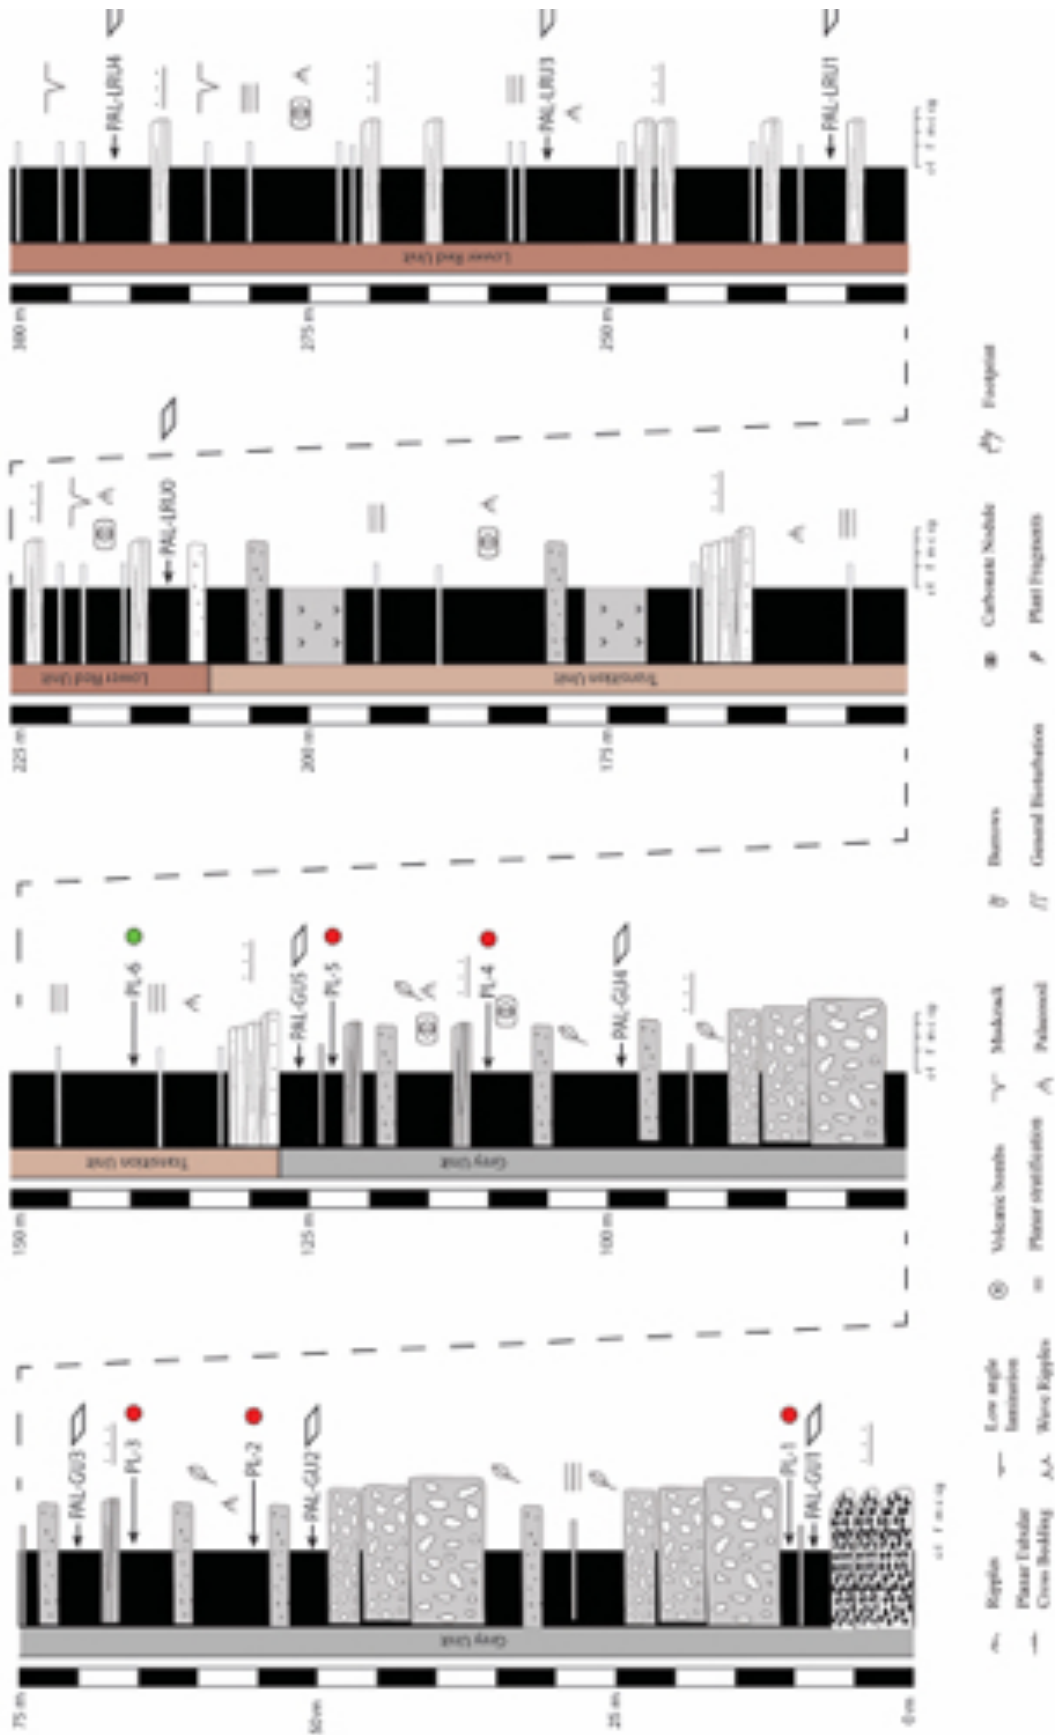 300 m
275 m
250 m
Lower Red Unit
PAL-LRU4
PAL-LRU3
PAL-LRU1
225 m
200 m
175 m
Lower Red Unit
Transition Unit
PAL-LRU0
150 m
125 m
100 m
Transition Unit
Grey Unit
PL-6
PAL-GU5
PL-5
PL-4
PAL-GU4
75 m
50 m
25 m
0 m
Grey Unit
PAL-GU3
PL-3
PL-2
PAL-GU2
PL-1
PAL-GU1
Ripples
Low angle
lamination
Volcanic bombs
Mukrack
Burrows
Carbonate Nodule
Footprint
Planar Tabular
Cross Bedding
Wave Ripples
Planar stratification
Paleosol
General Bioturbation
Plant Fragments